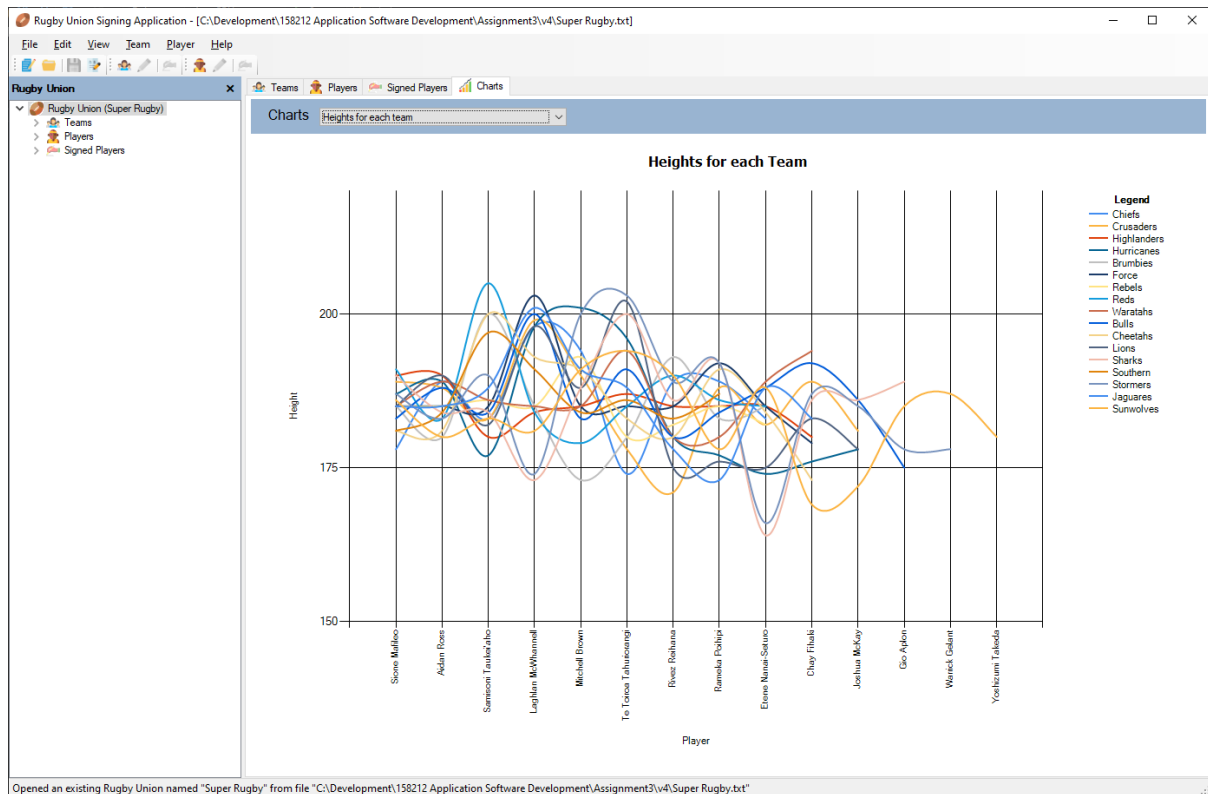 Rugby Union Signing Application - [C:\Development\158212 Application Software Development\Assignment3\v4\Super Rugby.txt]
File Edit View Team Player Help
Rugby Union
Rugby Union (Super Rugby)
Teams
Players
Signed Players
Teams Players Signed Players Charts
Charts Heights for each team
Heights for each Team
Legend
Chiefs
Crusaders
Highlanders
Hurricanes
Brumbies
Force
Rebels
Reds
Waratahs
Bulls
Cheetahs
Lions
Sharks
Southern
Stormers
Jaguares
Sunwolves
Height
200
175
150
Sione Mafileo
Aidan Ross
Samisoni Taukei'aho
Laghlan McWhannell
Mitchell Brown
Te Toiroa Tahuriorangi
Rivez Reihana
Rameka Poihipi
Etene Nanai-Seturo
Chay Fihaki
Joshua McKay
Gio Aplon
Warrick Gelant
Yoshizumi Takeda
Player
Opened an existing Rugby Union named "Super Rugby" from file "C:\Development\158212 Application Software Development\Assignment3\v4\Super Rugby.txt"